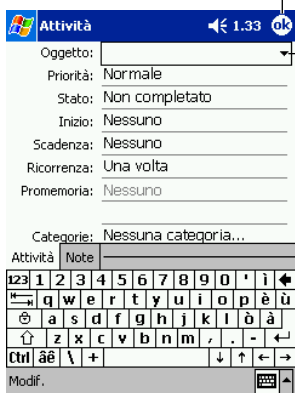 Attività 1.33 ok
Oggetto:
Priorità: Normale
Stato: Non completato
Inizio: Nessuno
Scadenza: Nessuno
Ricorrenza: Una volta
Promemoria: Nessuno
Categorie: Nessuna categoria...
Attività Note
123 1 2 3 4 5 6 7 8 9 0 ' ì
q w e r t y u i o p è ù
a s d f g h j k l ò à
z x c v b n m , . -
Ctrl âê \ + ↓ ↑ ← →
Modif.